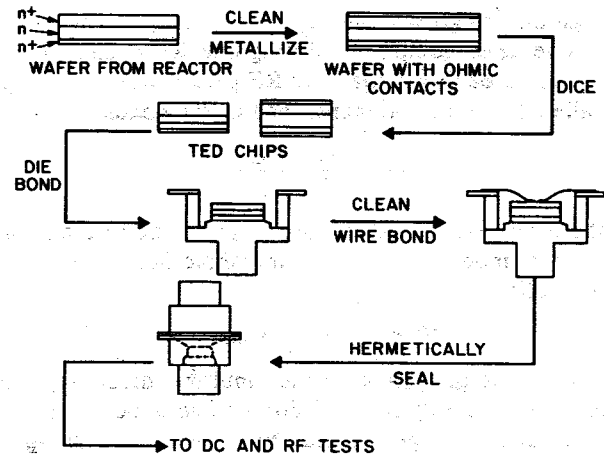 n+
n
n+
CLEAN
METALLIZE
WAFER FROM REACTOR
WAFER WITH OHMIC
CONTACTS
DICE
TED CHIPS
DIE
BOND
CLEAN
WIRE BOND
HERMETICALLY
SEAL
TO DC AND RF TESTS